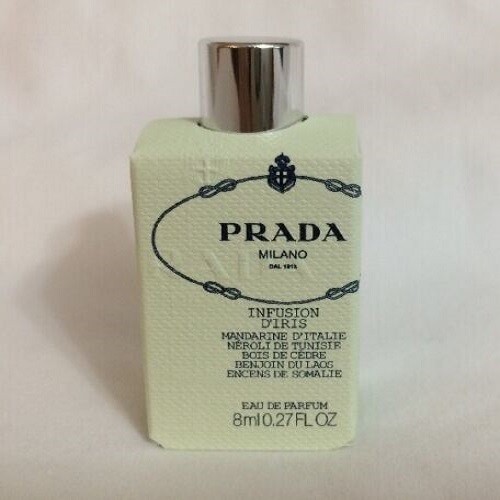 PRADA
MILANO
DAL 1913
INFUSION
D'IRIS
MANDARINE D'ITALIE
NÉROLI DE TUNISIE
BOIS DE CÈDRE
BENJOIN DU LAOS
ENCENS DE SOMALIE
EAU DE PARFUM
8ml 0.27 FL OZ